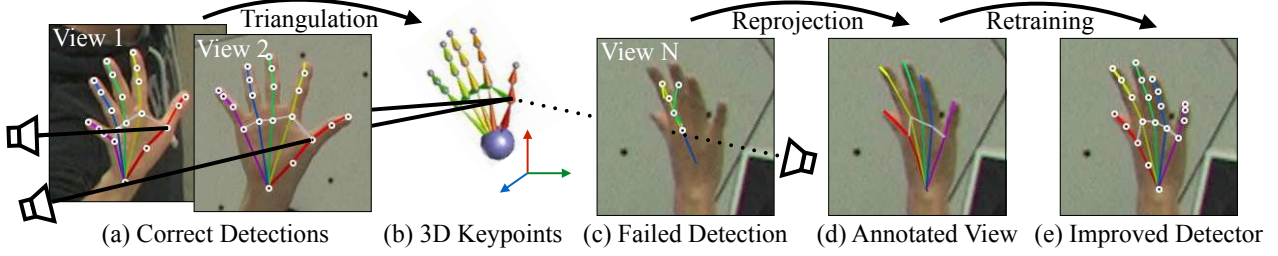 Triangulation
Reprojection
Retraining
View 1
View 2
View N
(a) Correct Detections
(b) 3D Keypoints
(c) Failed Detection
(d) Annotated View
(e) Improved Detector